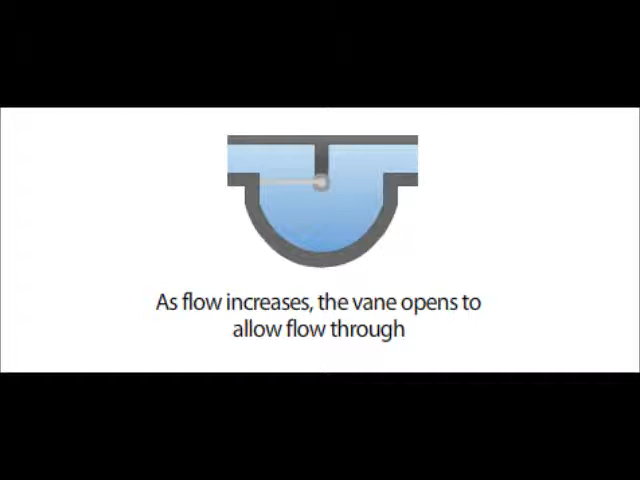 As flow increases, the vane opens to
allow flow through